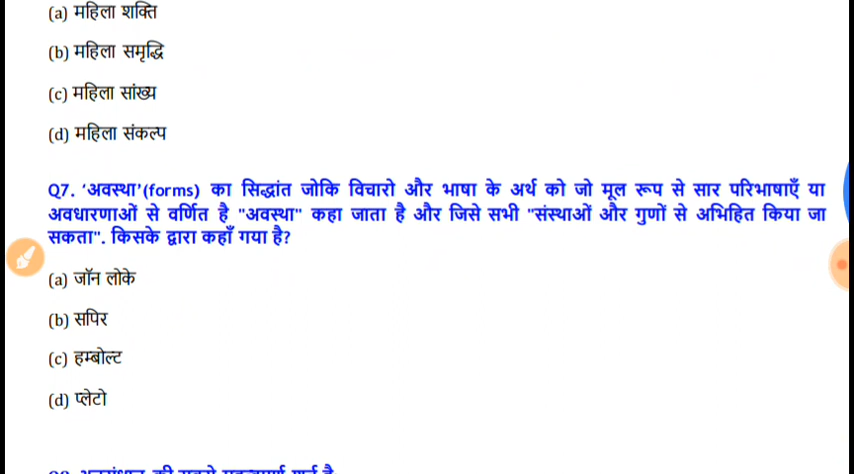 (a) महिला शक्ति
(b) महिला समृद्धि
(c) महिला सांख्य
(d) महिला संकल्प
Q7. ‘अवस्था’(forms) का सिद्धांत जोकि विचारो और भाषा के अर्थ को जो मूल रूप से सार परिभाषाएँ या
अवधारणाओं से वर्णित है "अवस्था" कहा जाता है और जिसे सभी "संस्थाओं और गुणों से अभिहित किया जा
सकता". किसके द्वारा कहाँ गया है?
(a) जॉन लोके
(b) सपिर
(c) हम्बोल्ट
(d) प्लेटो